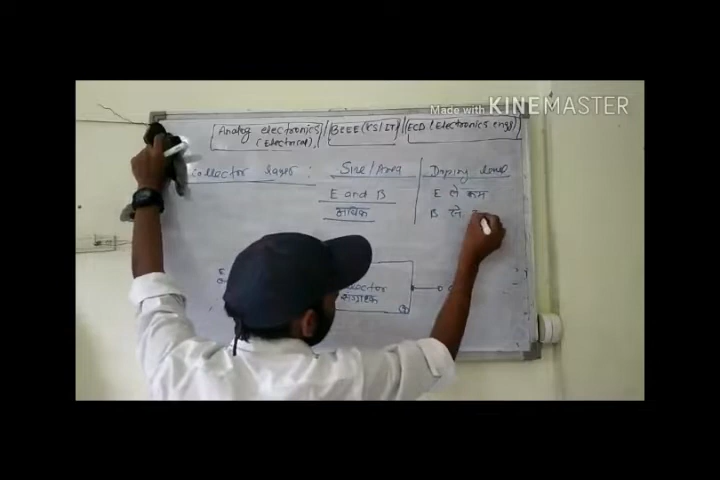 Made with KINEMASTER
[Analog electronics // BEEE (CS/IT) // ECD (Electronics engg)]
(Electrical)
Collector layer : Size/Area Doping level
E and B E से कम
अधिक B से
संग्राहक